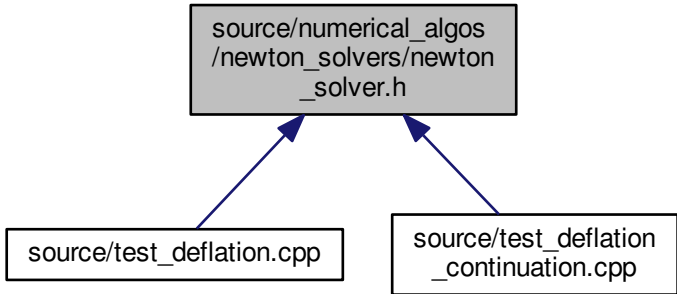 source/numerical_algos
/newton_solvers/newton
_solver.h
source/test_deflation.cpp
source/test_deflation
_continuation.cpp